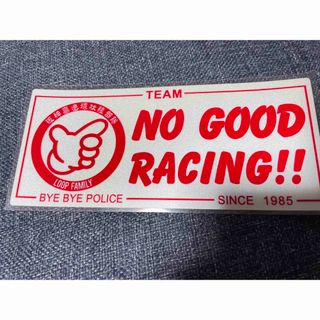 TEAM
NO GOOD
RACING!!
LOOP FAMILY
BYE BYE POLICE
SINCE 1985